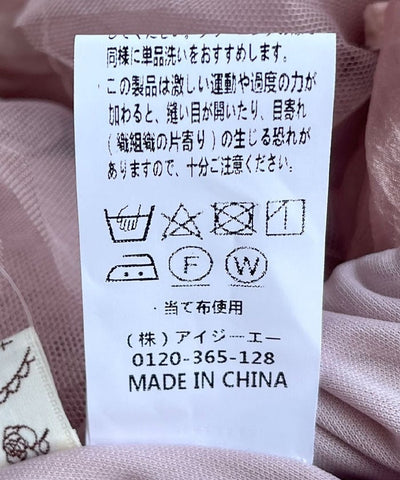 同様に単品洗いをおすすめします。
・この製品は激しい運動や過度の力が
加わると、縫い目が開いたり、目寄れ
(織組織の片寄り)の生じる恐れが
ありますので、十分ご注意ください。
F W
・当て布使用
(株)アイジーエー
0120-365-128
MADE IN CHINA